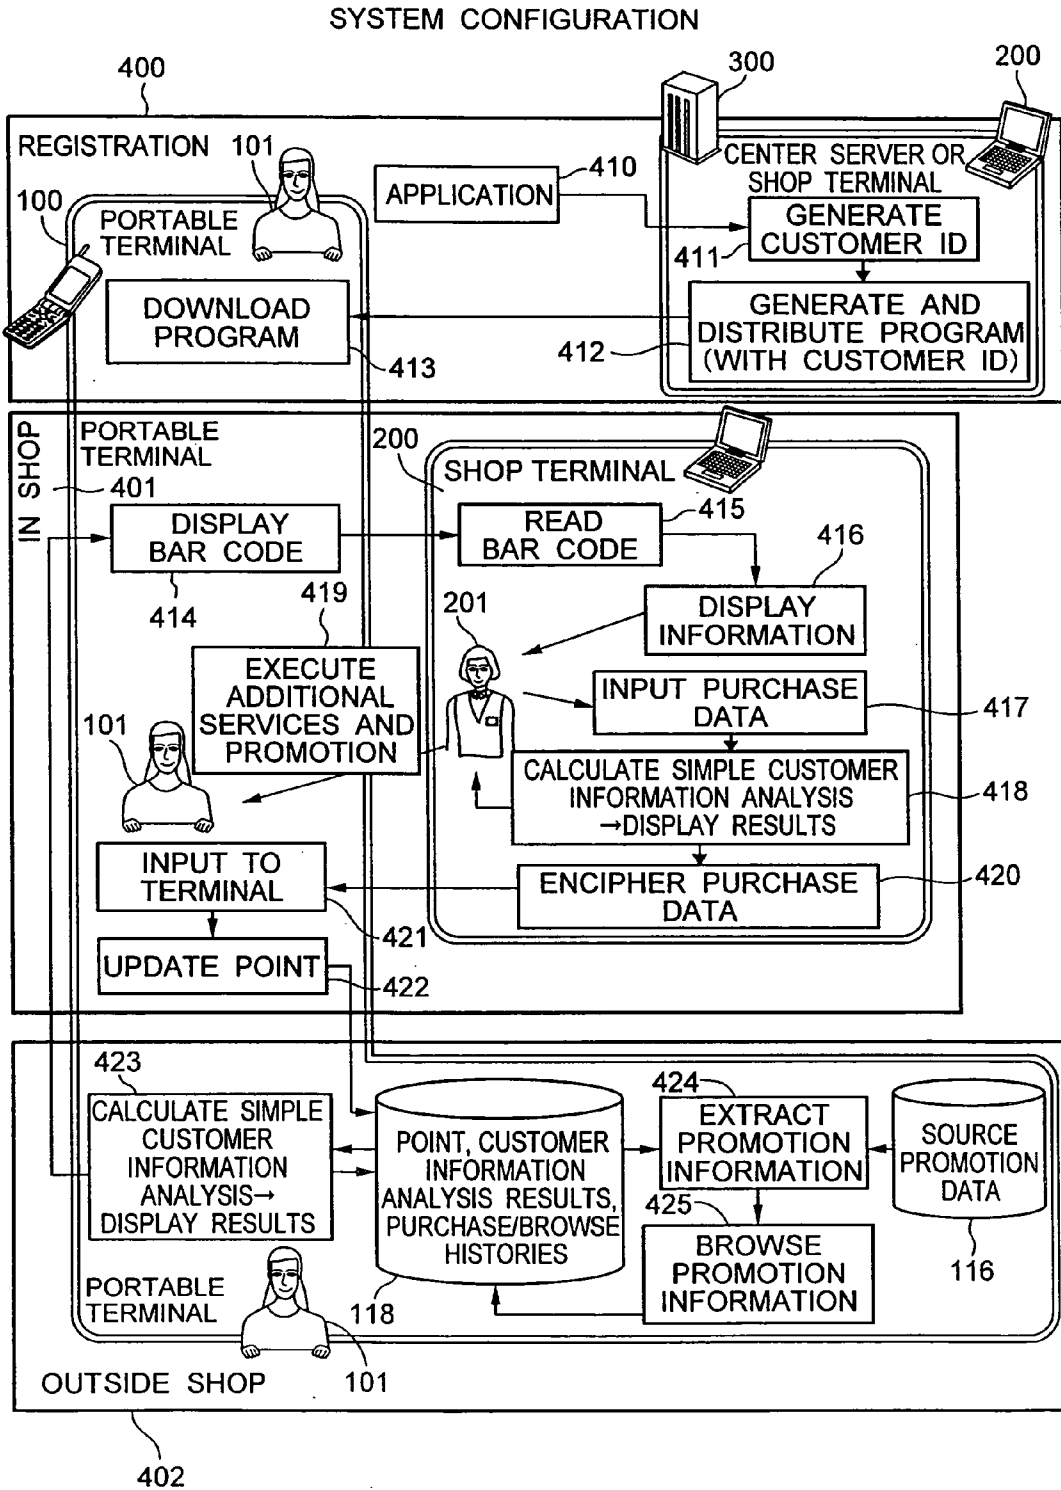 SYSTEM CONFIGURATION
400
300
200
REGISTRATION
101
100
PORTABLE
TERMINAL
APPLICATION
410
CENTER SERVER OR
SHOP TERMINAL
GENERATE
CUSTOMER ID
411
DOWNLOAD
PROGRAM
413
GENERATE AND
DISTRIBUTE PROGRAM
(WITH CUSTOMER ID)
412
IN SHOP
401
PORTABLE
TERMINAL
200
SHOP TERMINAL
DISPLAY
BAR CODE
414
READ
BAR CODE
415
416
DISPLAY
INFORMATION
419
EXECUTE
ADDITIONAL
SERVICES AND
PROMOTION
201
INPUT PURCHASE
DATA
417
101
CALCULATE SIMPLE CUSTOMER
INFORMATION ANALYSIS
→DISPLAY RESULTS
418
INPUT TO
TERMINAL
421
ENCIPHER PURCHASE
DATA
420
UPDATE POINT
422
423
CALCULATE SIMPLE
CUSTOMER
INFORMATION
ANALYSIS→
DISPLAY RESULTS
POINT, CUSTOMER
INFORMATION
ANALYSIS RESULTS,
PURCHASE/BROWSE
HISTORIES
118
424
EXTRACT
PROMOTION
INFORMATION
SOURCE
PROMOTION
DATA
116
425
BROWSE
PROMOTION
INFORMATION
PORTABLE
TERMINAL
101
OUTSIDE SHOP
402